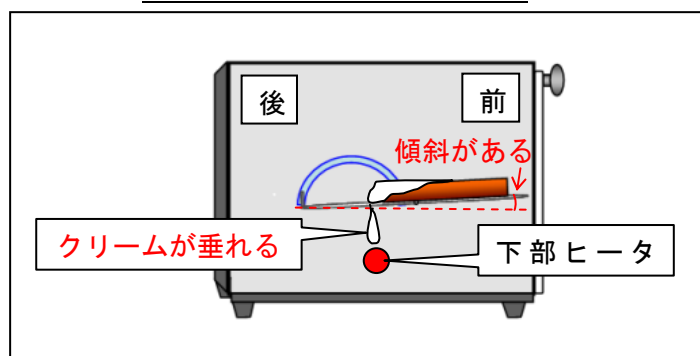 後
前
傾斜がある
クリームが垂れる
下部ヒータ